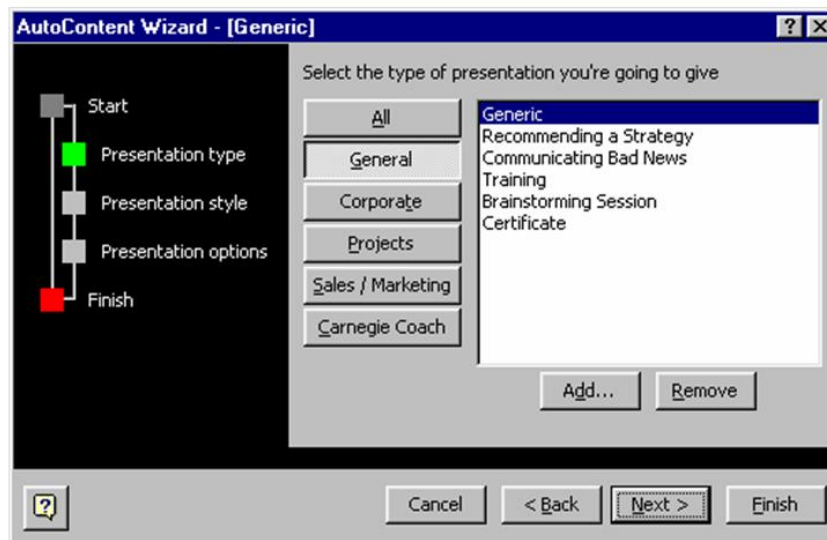 AutoContent Wizard - [Generic]
Start
Presentation type
Presentation style
Presentation options
Finish
Select the type of presentation you're going to give
All
General
Corporate
Projects
Sales / Marketing
Carnegie Coach
Generic
Recommending a Strategy
Communicating Bad News
Training
Brainstorming Session
Certificate
Add...
Remove
Cancel
< Back
Next >
Finish